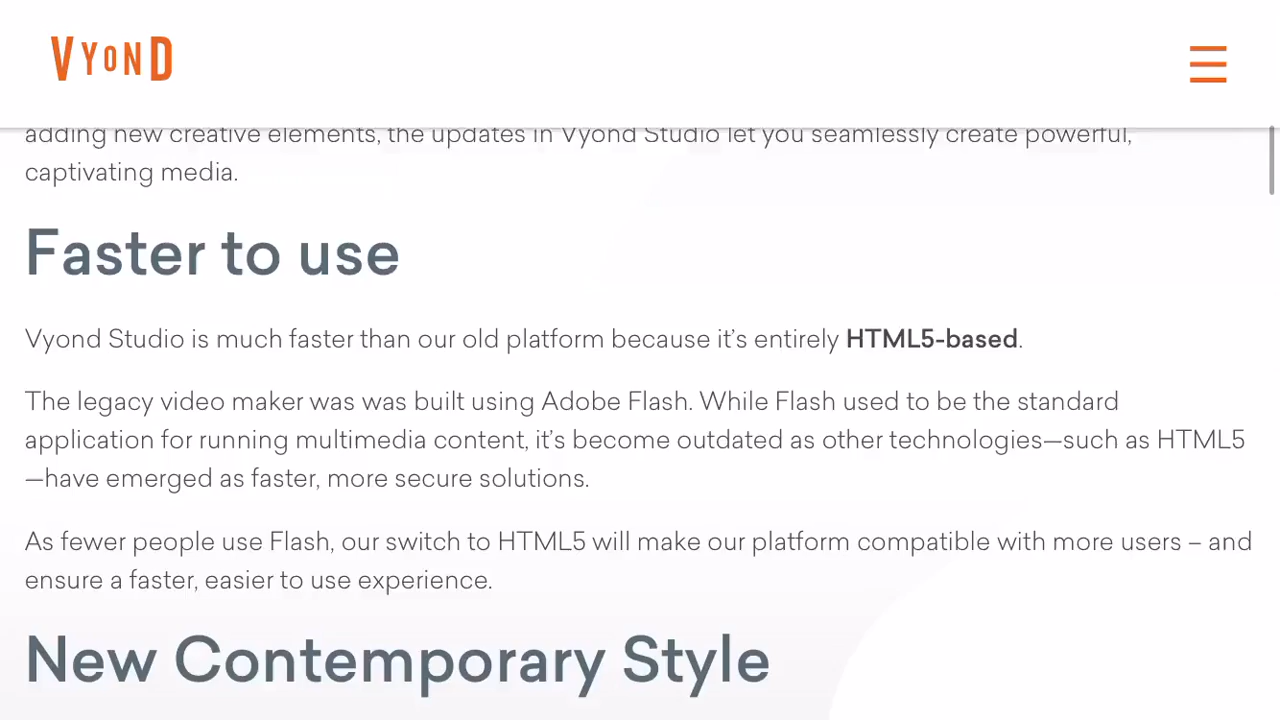 VYOND
adding new creative elements, the updates in Vyond Studio let you seamlessly create powerful,
captivating media.
Faster to use
Vyond Studio is much faster than our old platform because it’s entirely HTML5-based.
The legacy video maker was was built using Adobe Flash. While Flash used to be the standard
application for running multimedia content, it’s become outdated as other technologies—such as HTML5
—have emerged as faster, more secure solutions.
As fewer people use Flash, our switch to HTML5 will make our platform compatible with more users – and
ensure a faster, easier to use experience.
New Contemporary Style